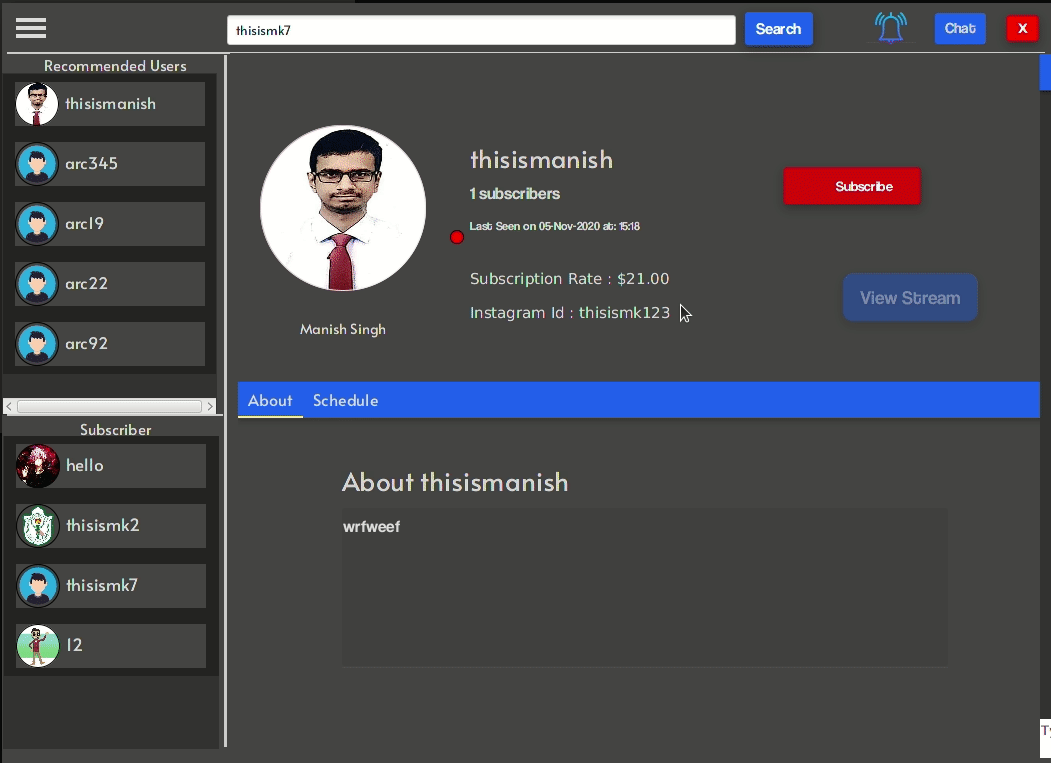 thisismk7
Search
Chat
X
Recommended Users
thisismanish
arc345
arc19
arc22
arc92
Subscriber
hello
thisismk2
thisismk7
12
thisismanish
1 subscribers
Last Seen on 05-Nov-2020 at: 15:18
Subscription Rate : $21.00
Instagram Id : thisismk123
Manish Singh
Subscribe
View Stream
About Schedule
About thisismanish
wrfweef